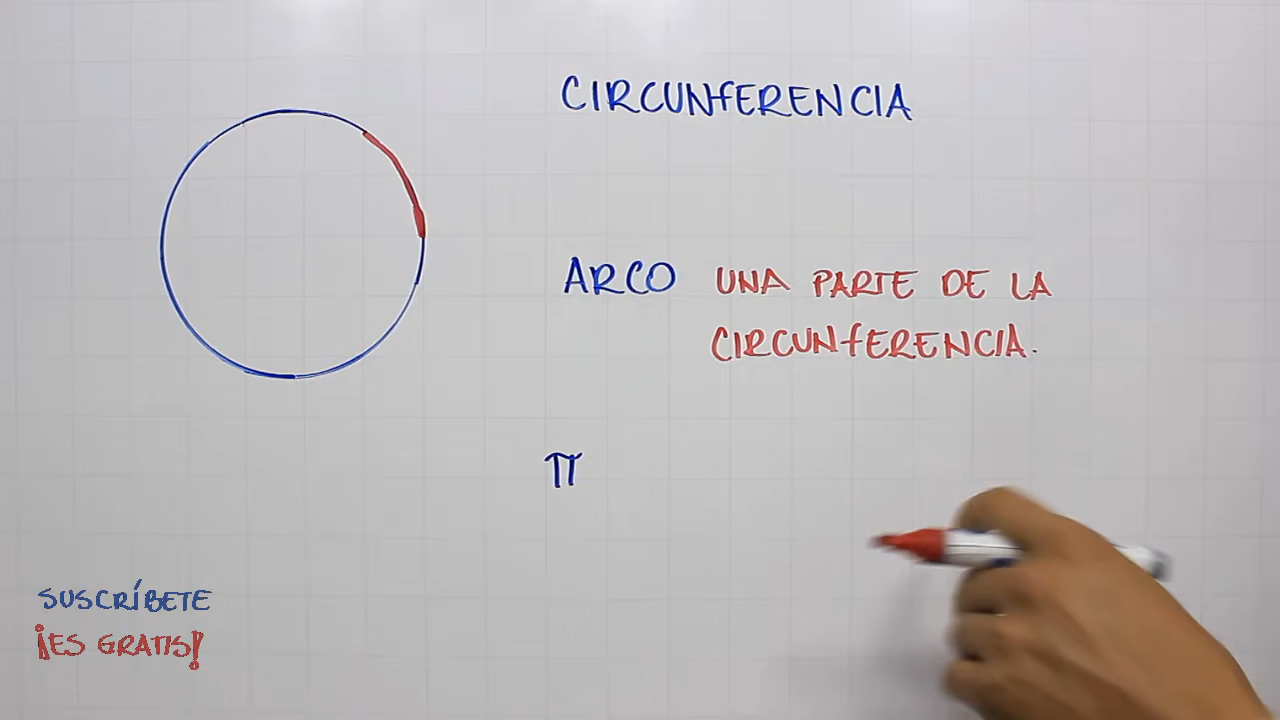 CIRCUNFERENCIA
ARCO UNA PARTE DE LA
CIRCUNFERENCIA.
π
SUSCRÍBETE
¡ES GRATIS!